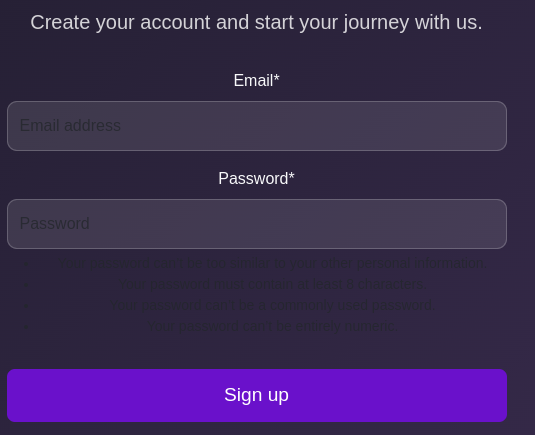 Create your account and start your journey with us.
Email*
Email address
Password*
Password
Your password can't be too similar to your other personal information.
Your password must contain at least 8 characters.
Your password can't be a commonly used password.
Your password can't be entirely numeric.
Sign up